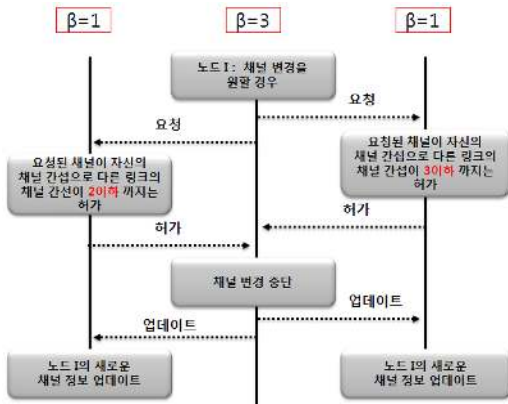 β=1
β=3
β=1
노드 I : 채널 변경을
원할 경우
요청
요청
요청된 채널이 자신의
채널 간섭으로 다른 링크의
채널 간섭이 3이하 까지는
허가
요청된 채널이 자신의
채널 간섭으로 다른 링크의
채널 간선이 2이하 까지는
허가
허가
허가
채널 변경 중단
업데이트
업데이트
노드 I의 새로운
채널 정보 업데이트
노드 I의 새로운
채널 정보 업데이트